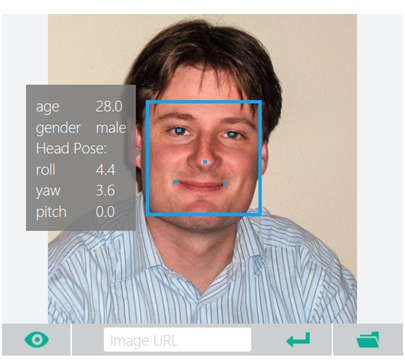 age 28.0
gender male
Head Pose:
roll 4.4
yaw 3.6
pitch 0.0
Image URL